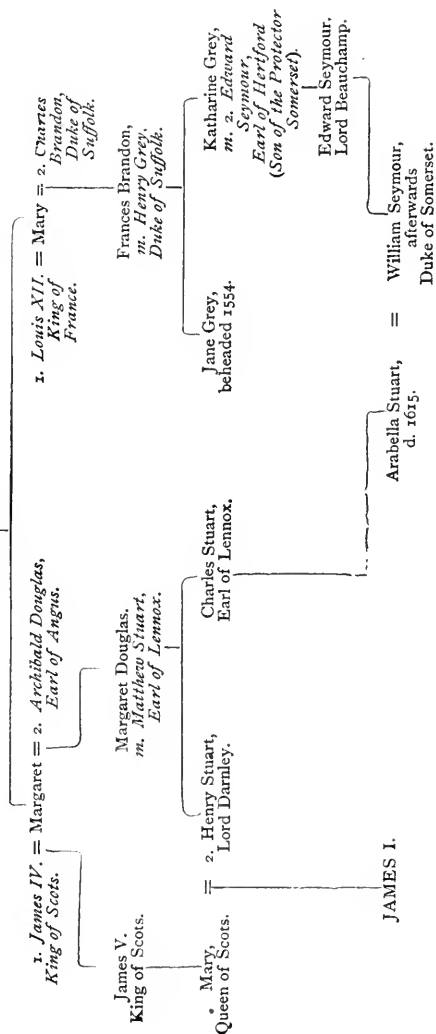 1. James IV. = Margaret = 2. Archibald Douglas,
King of Scots.
Earl of Angus.
1. Louis XII. = Mary = 2. Charles
King of
France.
Brandon,
Duke of
Suffolk.
James V.
King of Scots.
Margaret Douglas.
m. Matthew Stuart,
Earl of Lennox.
Frances Brandon,
m. Henry Grey,
Duke of Suffolk.
Mary,
Queen of Scots.
= 2. Henry Stuart,
Lord Darnley.
Charles Stuart,
Earl of Lennox.
Jane Grey,
beheaded 1554.
Katharine Grey,
m. 2. Edward
Seymour,
Earl of Hertford
(Son of the Protector
Somerset).
Edward Seymour,
Lord Beauchamp.
JAMES I.
Arabella Stuart,
d. 1615.
=
William Seymour,
afterwards
Duke of Somerset.